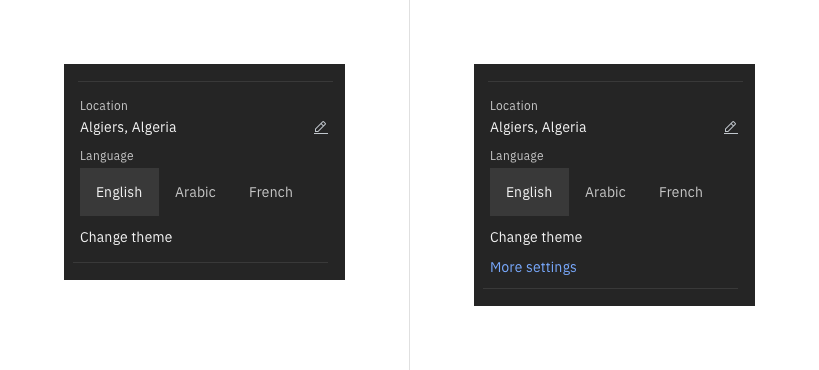 Location
Algiers, Algeria
Language
English Arabic French
Change theme
Location
Algiers, Algeria
Language
English Arabic French
Change theme
More settings